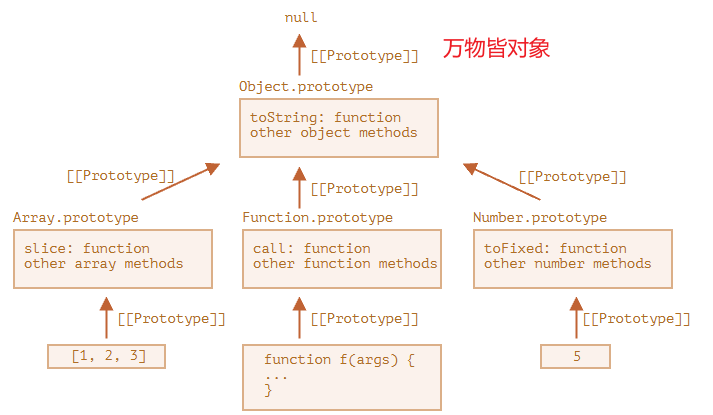 null
[[Prototype]]
万物皆对象
Object.prototype
toString: function
other object methods
[[Prototype]]
[[Prototype]]
[[Prototype]]
Array.prototype
Function.prototype
Number.prototype
slice: function
other array methods
call: function
other function methods
toFixed: function
other number methods
[[Prototype]]
[[Prototype]]
[[Prototype]]
[1, 2, 3]
function f(args) {
...
}
5